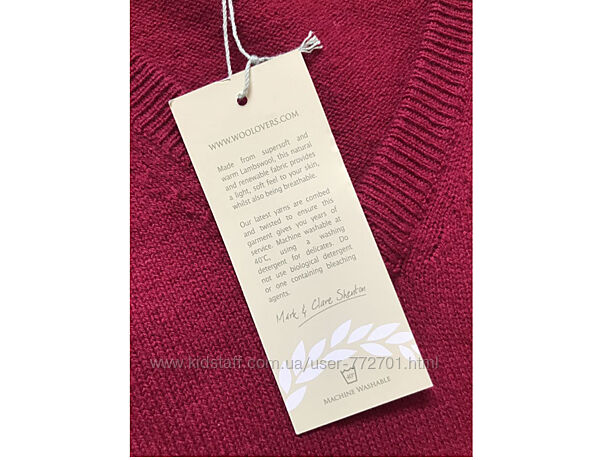 WWW.WOOLOVERS.COM
Made from supersoft and
warm Lambswool, this natural
and renewable fabric provides
a light, soft feel to your skin,
whilst also being breathable.
Our latest yarns are combed
and twisted to ensure this
garment gives you years of
service. Machine washable at
40°C, using a washing
detergent for delicates. Do
not use biological detergent
or one containing bleaching
agents.
Mark & Clare Shenton
www.kidstaff.com.ua/user-772701.html
40°
MACHINE WASHABLE